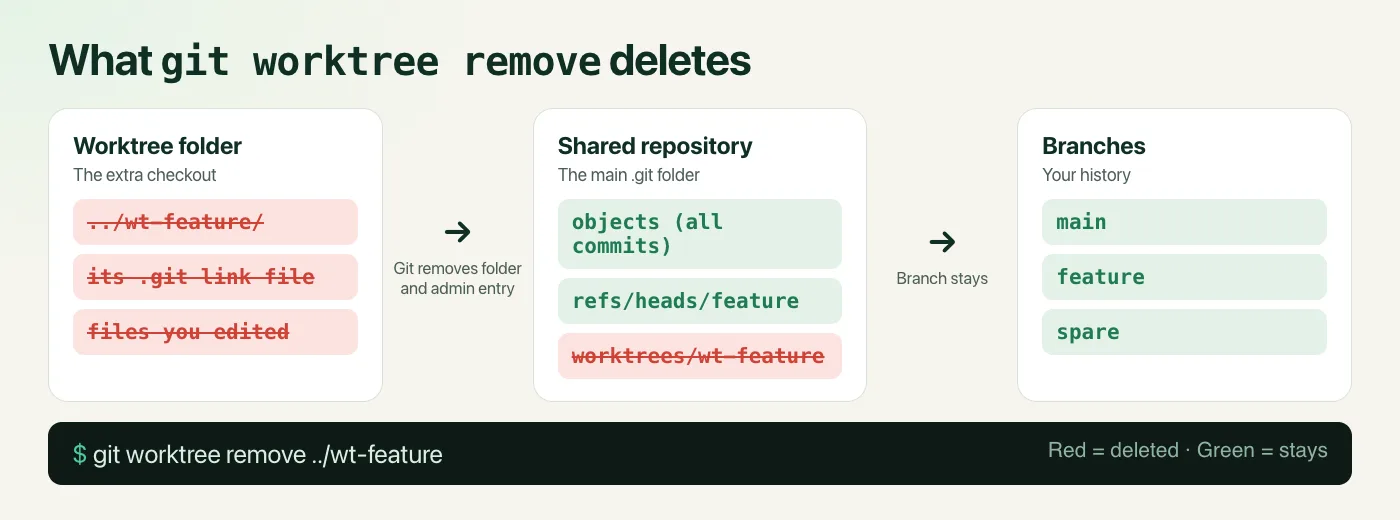 What git worktree remove deletes
Worktree folder
The extra checkout
../wt-feature/
its .git link file
files you edited
Git removes folder
and admin entry
Shared repository
The main .git folder
objects (all
commits)
refs/heads/feature
worktrees/wt-feature
Branch stays
Branches
Your history
main
feature
spare
$ git worktree remove ../wt-feature
Red = deleted · Green = stays